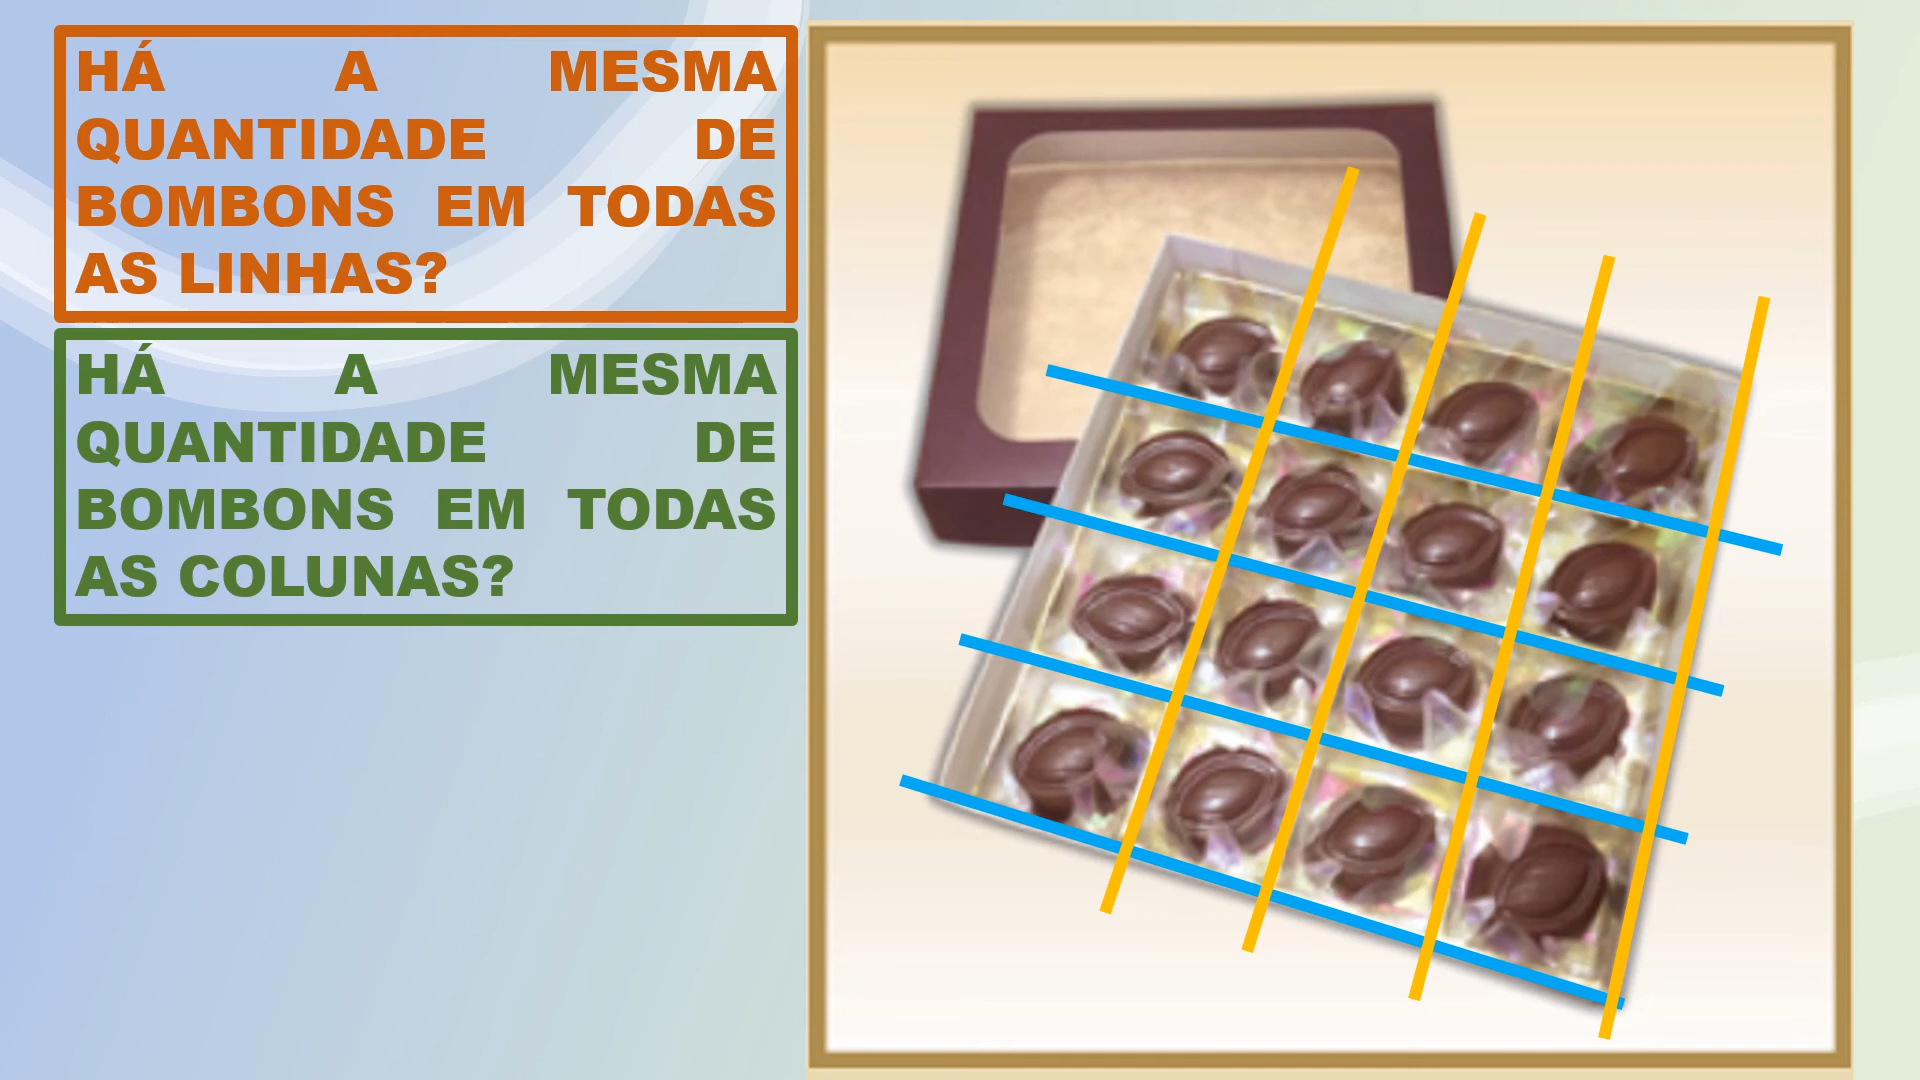 HÁ A MESMA
QUANTIDADE DE
BOMBONS EM TODAS
AS LINHAS?
HÁ A MESMA
QUANTIDADE DE
BOMBONS EM TODAS
AS COLUNAS?